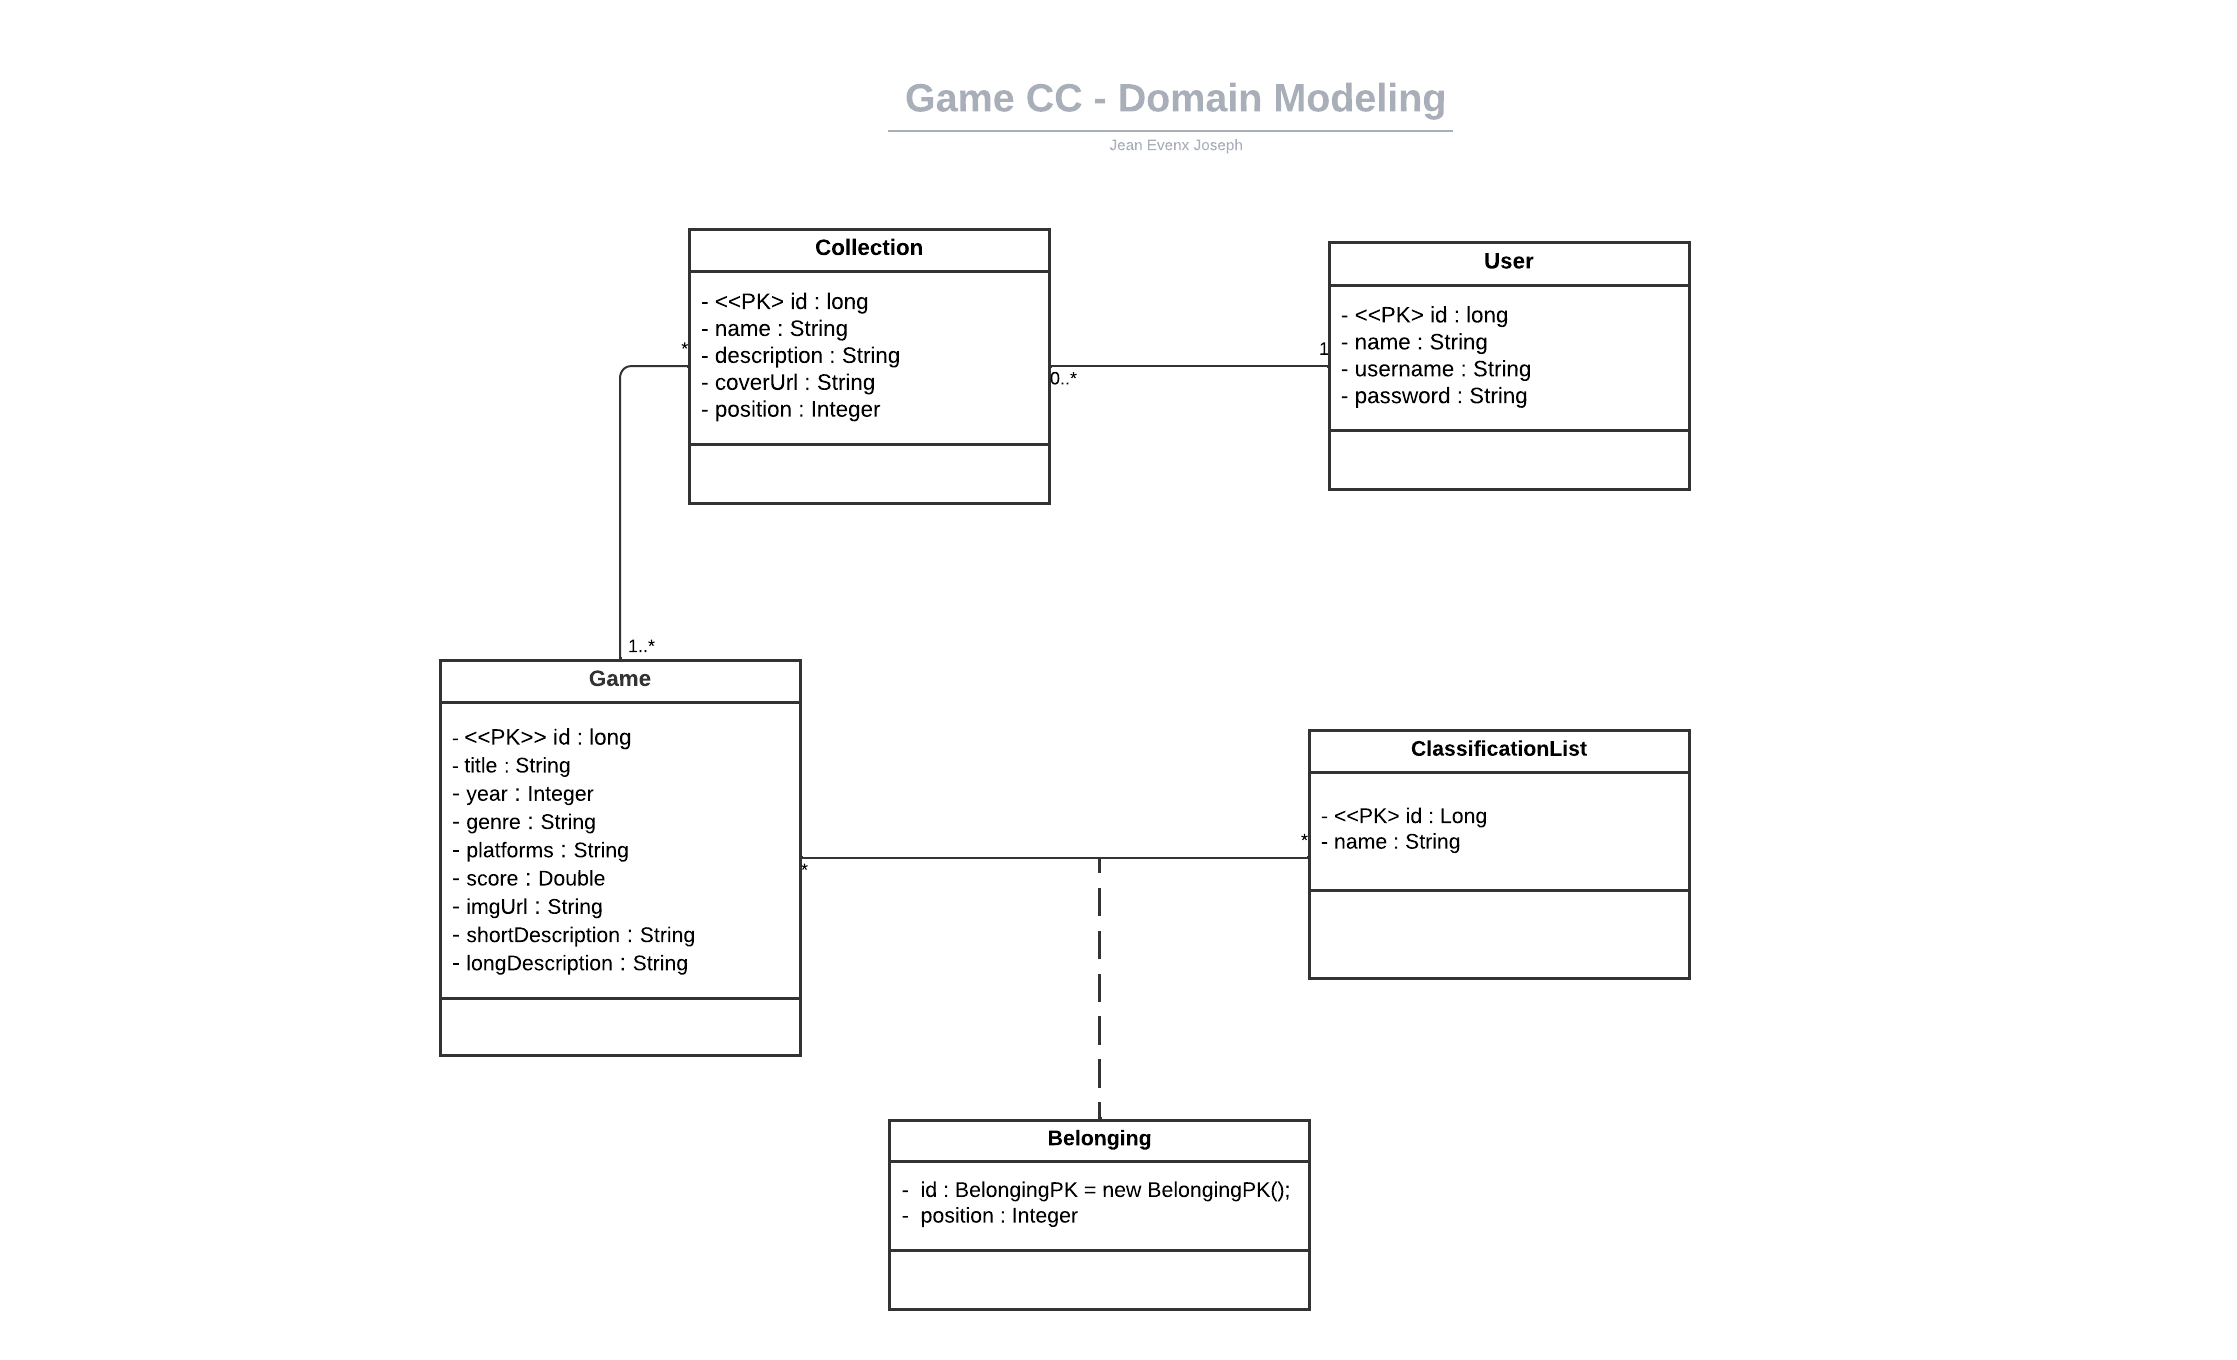 Game CC - Domain Modeling
Jean Evenx Joseph
Collection
- <<PK> id : long
- name : String
- description : String
- coverUrl : String
- position : Integer
*
0..*
1
User
- <<PK> id : long
- name : String
- username : String
- password : String
1..*
Game
- <<PK>> id : long
- title : String
- year : Integer
- genre : String
- platforms : String
- score : Double
- imgUrl : String
- shortDescription : String
- longDescription : String
*
*
ClassificationList
- <<PK> id : Long
- name : String
Belonging
- id : BelongingPK = new BelongingPK();
- position : Integer